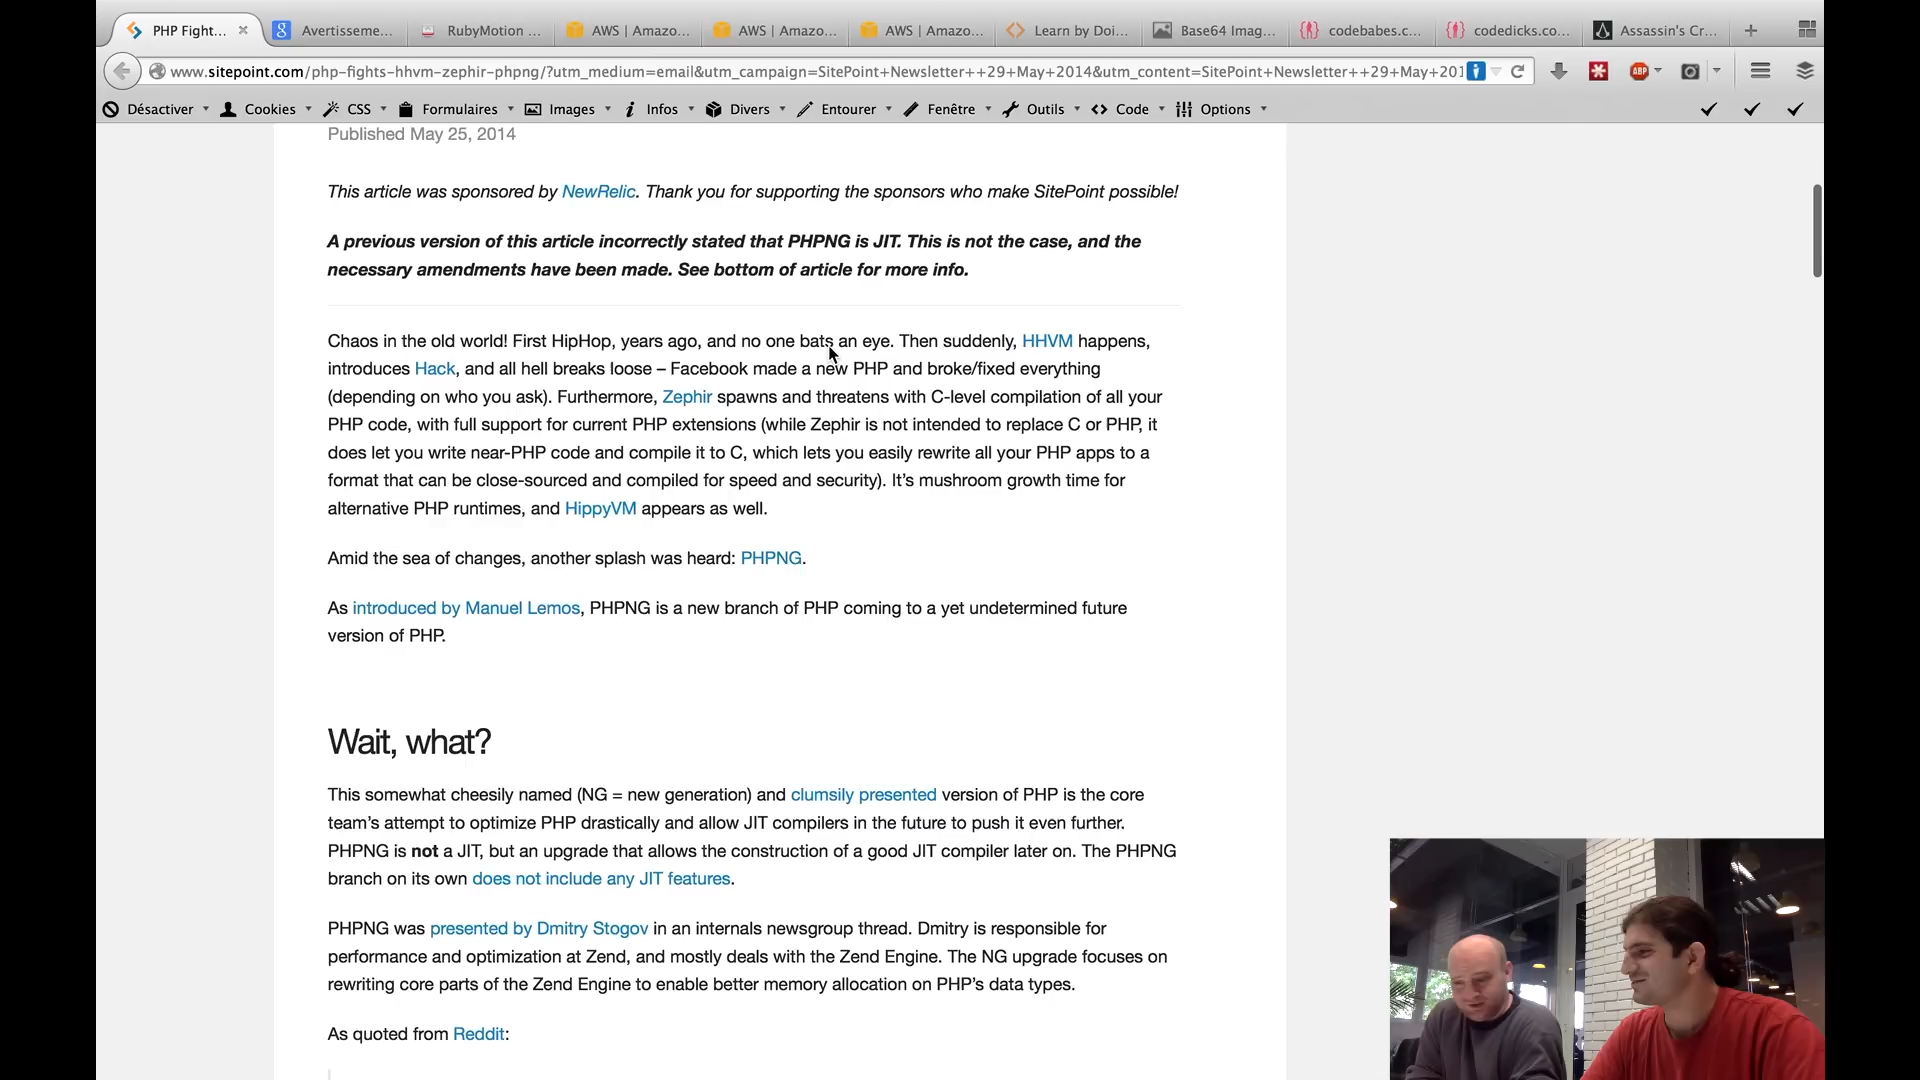 PHP Fight...
Avertisseme...
RubyMotion ...
AWS | Amazo...
AWS | Amazo...
AWS | Amazo...
Learn by Doi...
Base64 Imag...
codebabes.c...
codedicks.co...
Assassin's Cr...
www.sitepoint.com/php-fights-hhvm-zephir-phpng/?utm_medium=email&utm_campaign=SitePoint+Newsletter++29+May+2014&utm_content=SitePoint+Newsletter++29+May+201
ABP
Désactiver Cookies CSS Formulaires Images Infos Divers Entourer Fenêtre Outils Code Options
Published May 25, 2014
This article was sponsored by NewRelic. Thank you for supporting the sponsors who make SitePoint possible!
A previous version of this article incorrectly stated that PHPNG is JIT. This is not the case, and the
necessary amendments have been made. See bottom of article for more info.
Chaos in the old world! First HipHop, years ago, and no one bats an eye. Then suddenly, HHVM happens,
introduces Hack, and all hell breaks loose – Facebook made a new PHP and broke/fixed everything
(depending on who you ask). Furthermore, Zephir spawns and threatens with C-level compilation of all your
PHP code, with full support for current PHP extensions (while Zephir is not intended to replace C or PHP, it
does let you write near-PHP code and compile it to C, which lets you easily rewrite all your PHP apps to a
format that can be close-sourced and compiled for speed and security). It's mushroom growth time for
alternative PHP runtimes, and HippyVM appears as well.
Amid the sea of changes, another splash was heard: PHPNG.
As introduced by Manuel Lemos, PHPNG is a new branch of PHP coming to a yet undetermined future
version of PHP.
Wait, what?
This somewhat cheesily named (NG = new generation) and clumsily presented version of PHP is the core
team's attempt to optimize PHP drastically and allow JIT compilers in the future to push it even further.
PHPNG is not a JIT, but an upgrade that allows the construction of a good JIT compiler later on. The PHPNG
branch on its own does not include any JIT features.
PHPNG was presented by Dmitry Stogov in an internals newsgroup thread. Dmitry is responsible for
performance and optimization at Zend, and mostly deals with the Zend Engine. The NG upgrade focuses on
rewriting core parts of the Zend Engine to enable better memory allocation on PHP's data types.
As quoted from Reddit: